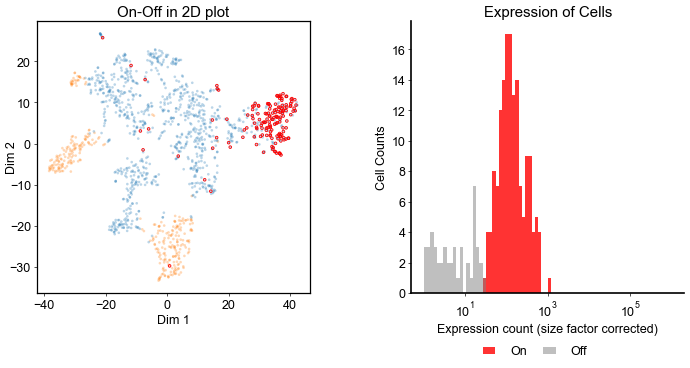 On-Off in 2D plot
Dim 2
20
10
0
−10
−20
−30
−40
−20
0
20
40
Dim 1
Expression of Cells
Cell Counts
16
14
12
10
8
6
4
2
0
10^1
10^3
10^5
Expression count (size factor corrected)
On
Off